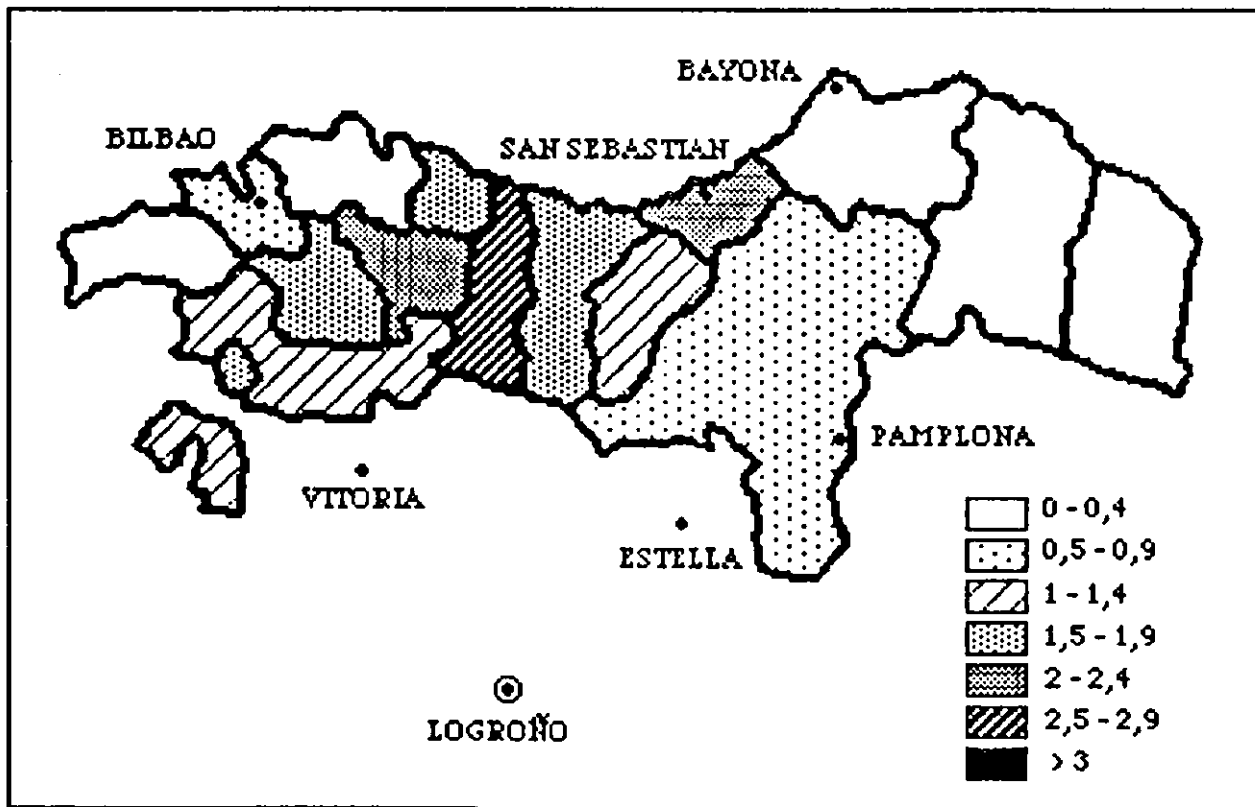 BAYONA
BILBAO
SAN SEBASTIAN
PAMPLONA
VITORIA
ESTELLA
LOGROÑO
0 - 0,4
0,5 - 0,9
1 - 1,4
1,5 - 1,9
2 - 2,4
2,5 - 2,9
> 3